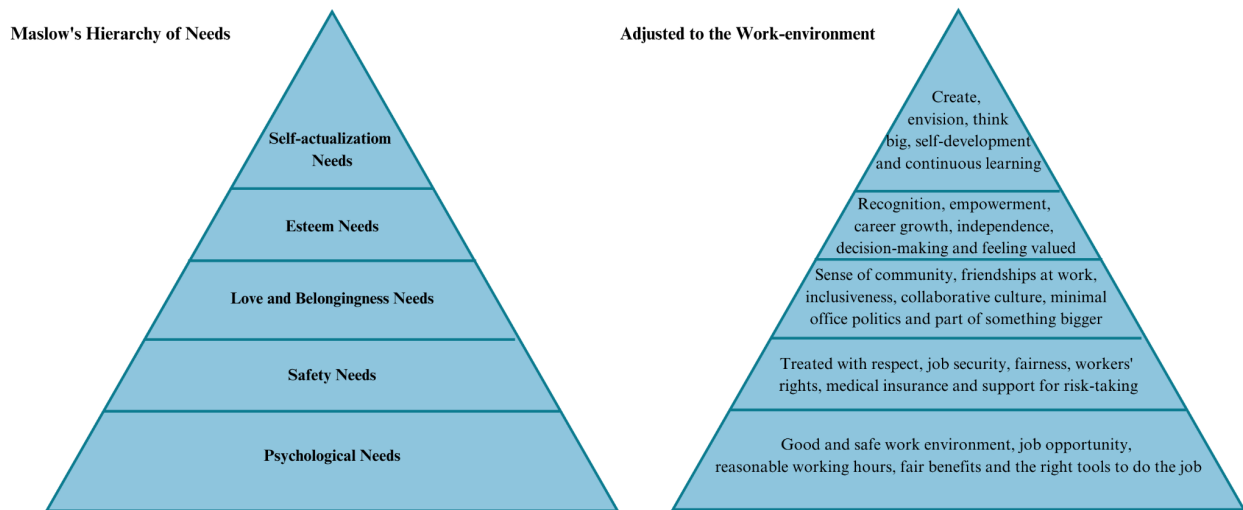 Maslow's Hierarchy of Needs
Self-actualizatiom
Needs
Esteem Needs
Love and Belongingness Needs
Safety Needs
Psychological Needs
Adjusted to the Work-environment
Create,
envision, think
big, self-development
and continuous learning
Recognition, empowerment,
career growth, independence,
decision-making and feeling valued
Sense of community, friendships at work,
inclusiveness, collaborative culture, minimal
office politics and part of something bigger
Treated with respect, job security, fairness, workers'
rights, medical insurance and support for risk-taking
Good and safe work environment, job opportunity,
reasonable working hours, fair benefits and the right tools to do the job